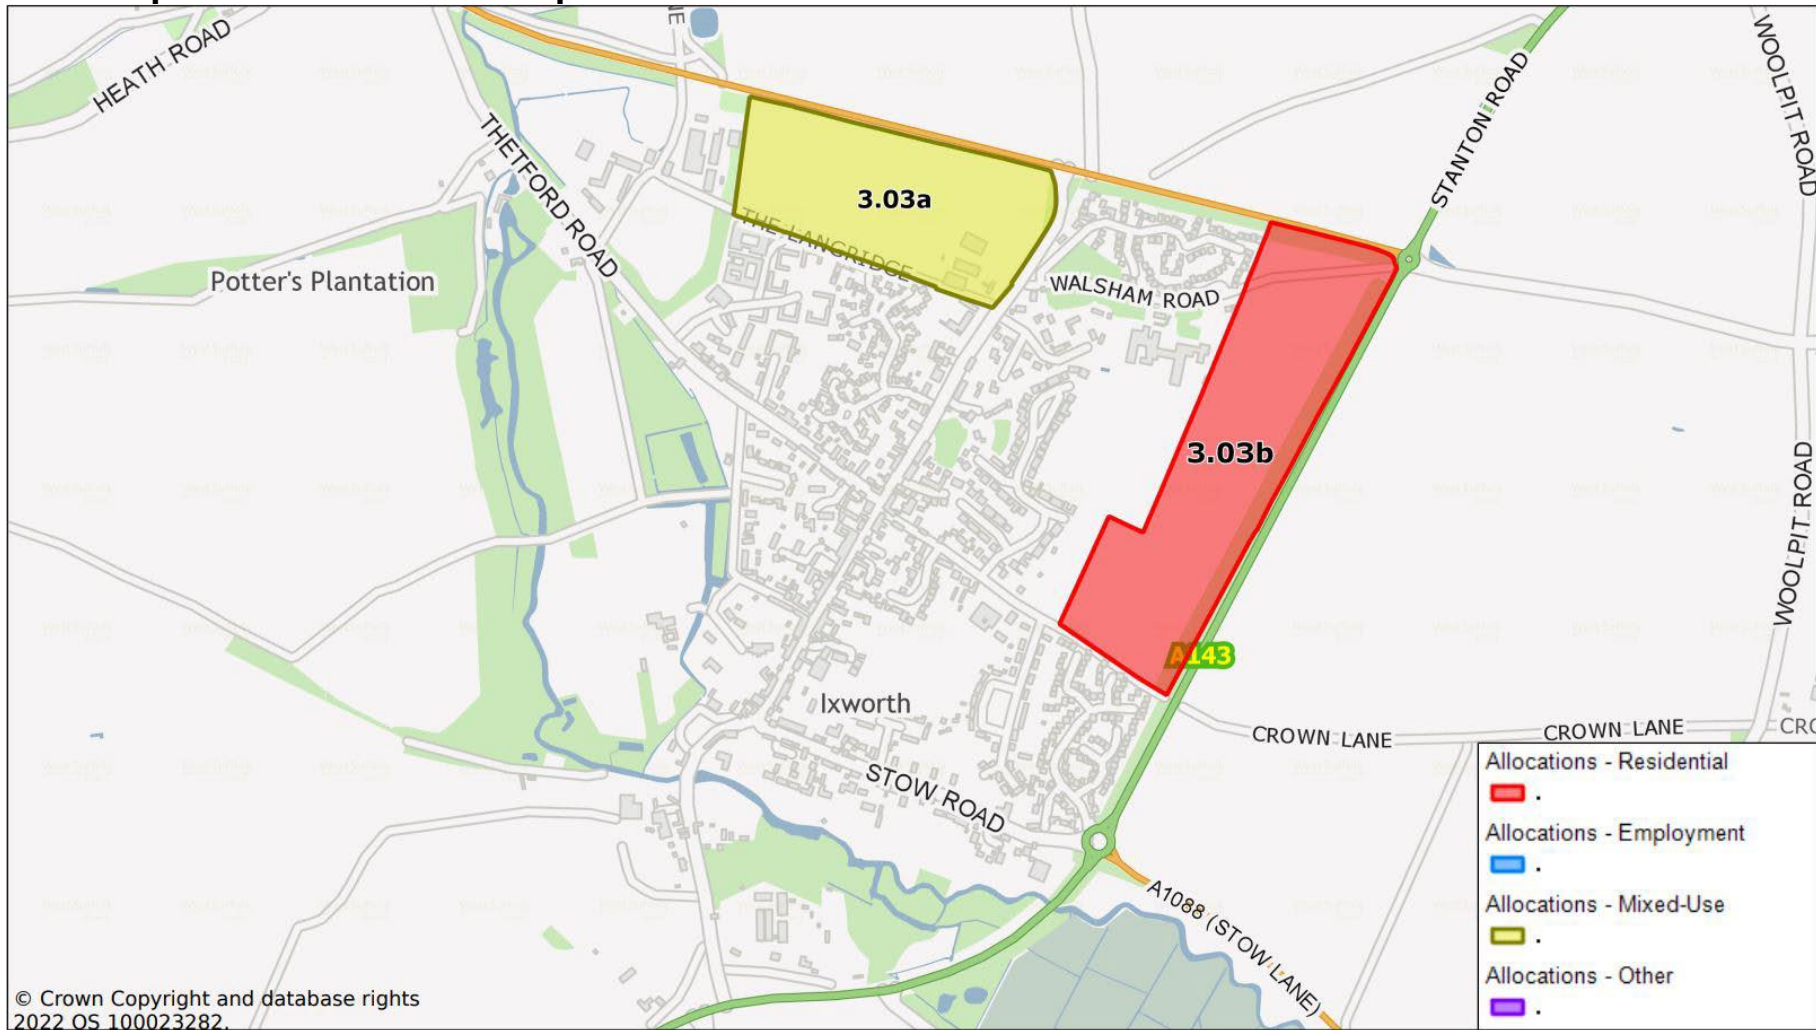 HEATH ROAD
THETFORD ROAD
STANTON ROAD
WOOLPIT ROAD
3.03a
THE LANGRIDGE
WALSHAM ROAD
Potter's Plantation
3.03b
WOOLPIT ROAD
A143
Ixworth
CROWN LANE
CROWN LANE
CRO
STOW ROAD
A1088 (STOW LANE)
Allocations - Residential
.
Allocations - Employment
.
Allocations - Mixed-Use
.
Allocations - Other
.
© Crown Copyright and database rights
2022 OS 100023282.